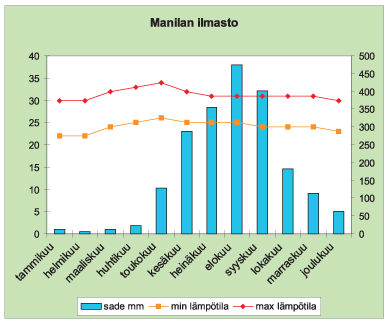 Manilan ilmasto
40 500
35 450
30 400
25 350
20 300
15 250
10 200
5 150
0 100
50
0
tammikuu
helmikuu
maaliskuu
huhtikuu
toukokuu
kesäkuu
heinäkuu
elokuu
syyskuu
lokakuu
marraskuu
joulukuu
sade mm min lämpötila max lämpötila